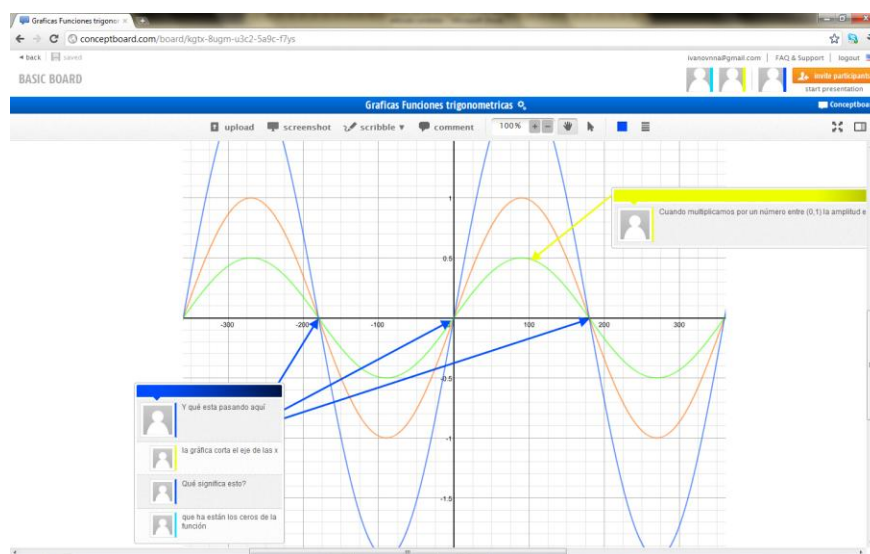 Graficas Funciones trigonor
conceptboard.com/board/kgtx-8ugm-u3c2-5a9c-f7ys
back saved
ivanovnna@gmail.com | FAQ & Support | logout
BASIC BOARD
invite participants
start presentation
Graficas Funciones trigonometricas
Conceptboar
upload screenshot scribble comment 100%
1
Cuando multiplicamos por un número entre (0,1) la amplitud e
0.5
-300 -200 -100 0 100 200 300
-0.5
Y qué esta pasando aquí
la gráfica corta el eje de las x
-1
Qué significa esto?
-1.5
que ha están los ceros de la
función